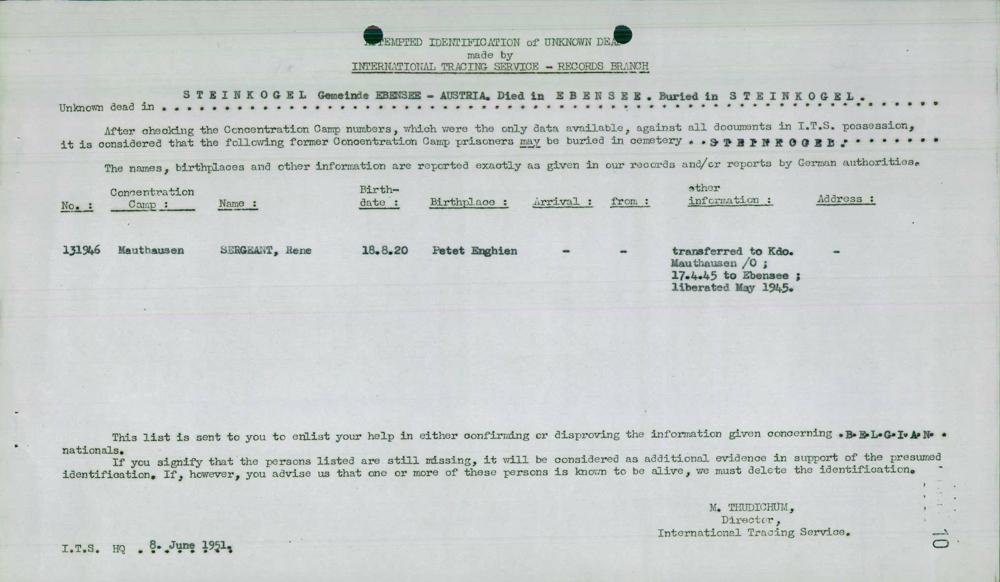 ATTEMPTED IDENTIFICATION of UNKNOWN DEAD
made by
INTERNATIONAL TRACING SERVICE - RECORDS BRANCH
STEINKOGEL Gemeinde EBENSEE - AUSTRIA. Died in EBENSEE. Buried in STEINKOGEL.
Unknown dead in
After checking the Concentration Camp numbers, which were the only data available, against all documents in I.T.S. possession,
it is considered that the following former Concentration Camp prisoners may be buried in cemetery . . STEINKOGEL.
The names, birthplaces and other information are reported exactly as given in our records and/or reports by German authorities.
No. : Concentration Camp : Name : Birth-date : Birthplace : Arrival : from : other information : Address :
131946 Mauthausen SERGEANT, Rene 18.8.20 Petet Enghien - - transferred to Kdo. -
Mauthausen /O ;
17.4.45 to Ebensee ;
liberated May 1945.
This list is sent to you to enlist your help in either confirming or disproving the information given concerning .B.E.L.G.I.A.N. .
nationals.
If you signify that the persons listed are still missing, it will be considered as additional evidence in support of the presumed
identification. If, however, you advise us that one or more of these persons is known to be alive, we must delete the identification.
M. THUDICHUM,
Director,
International Tracing Service.
I.T.S. HQ . 8. June 1951.
10